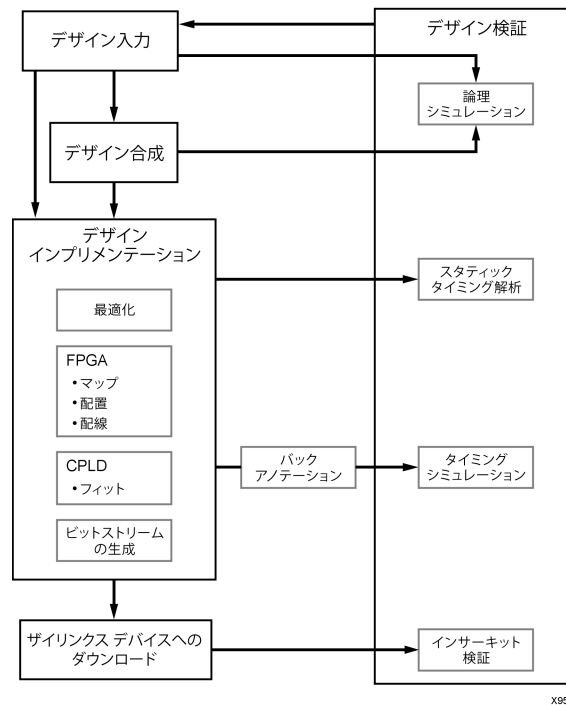 デザイン入力
デザイン検証
論理
シミュレーション
デザイン合成
デザイン
インプリメンテーション
スタティック
タイミング解析
最適化
FPGA
• マップ
• 配置
• 配線
CPLD
• フィット
バック
アノテーション
タイミング
シミュレーション
ビットストリーム
の生成
ザイリンクス デバイスへの
ダウンロード
インサーキット
検証
X95